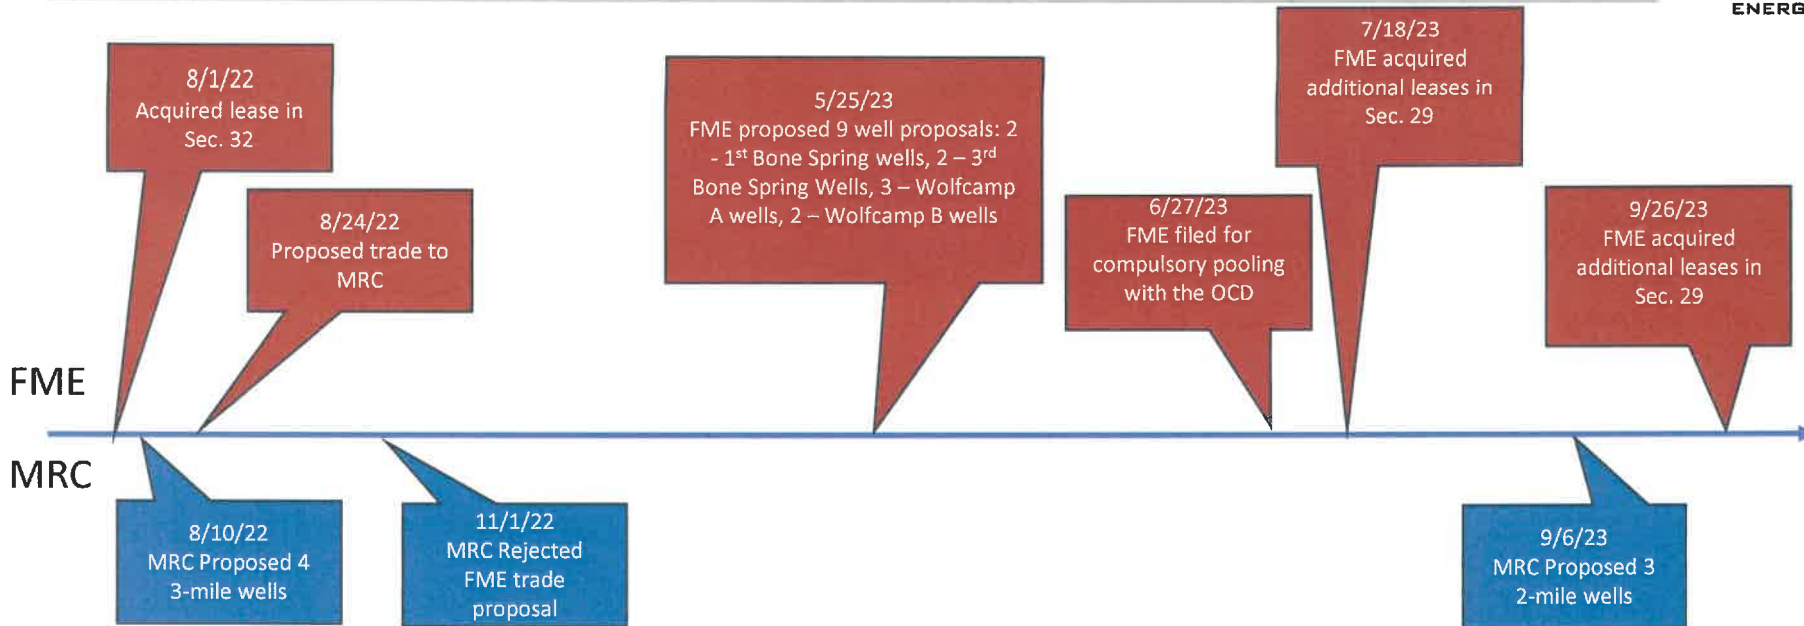 ENERG
8/1/22
Acquired lease in
Sec. 32
8/24/22
Proposed trade to
MRC
5/25/23
FME proposed 9 well proposals: 2
- 1st Bone Spring wells, 2 – 3rd
Bone Spring Wells, 3 – Wolfcamp
A wells, 2 – Wolfcamp B wells
6/27/23
FME filed for
compulsory pooling
with the OCD
7/18/23
FME acquired
additional leases in
Sec. 29
9/26/23
FME acquired
additional leases in
Sec. 29
FME
MRC
8/10/22
MRC Proposed 4
3-mile wells
11/1/22
MRC Rejected
FME trade
proposal
9/6/23
MRC Proposed 3
2-mile wells